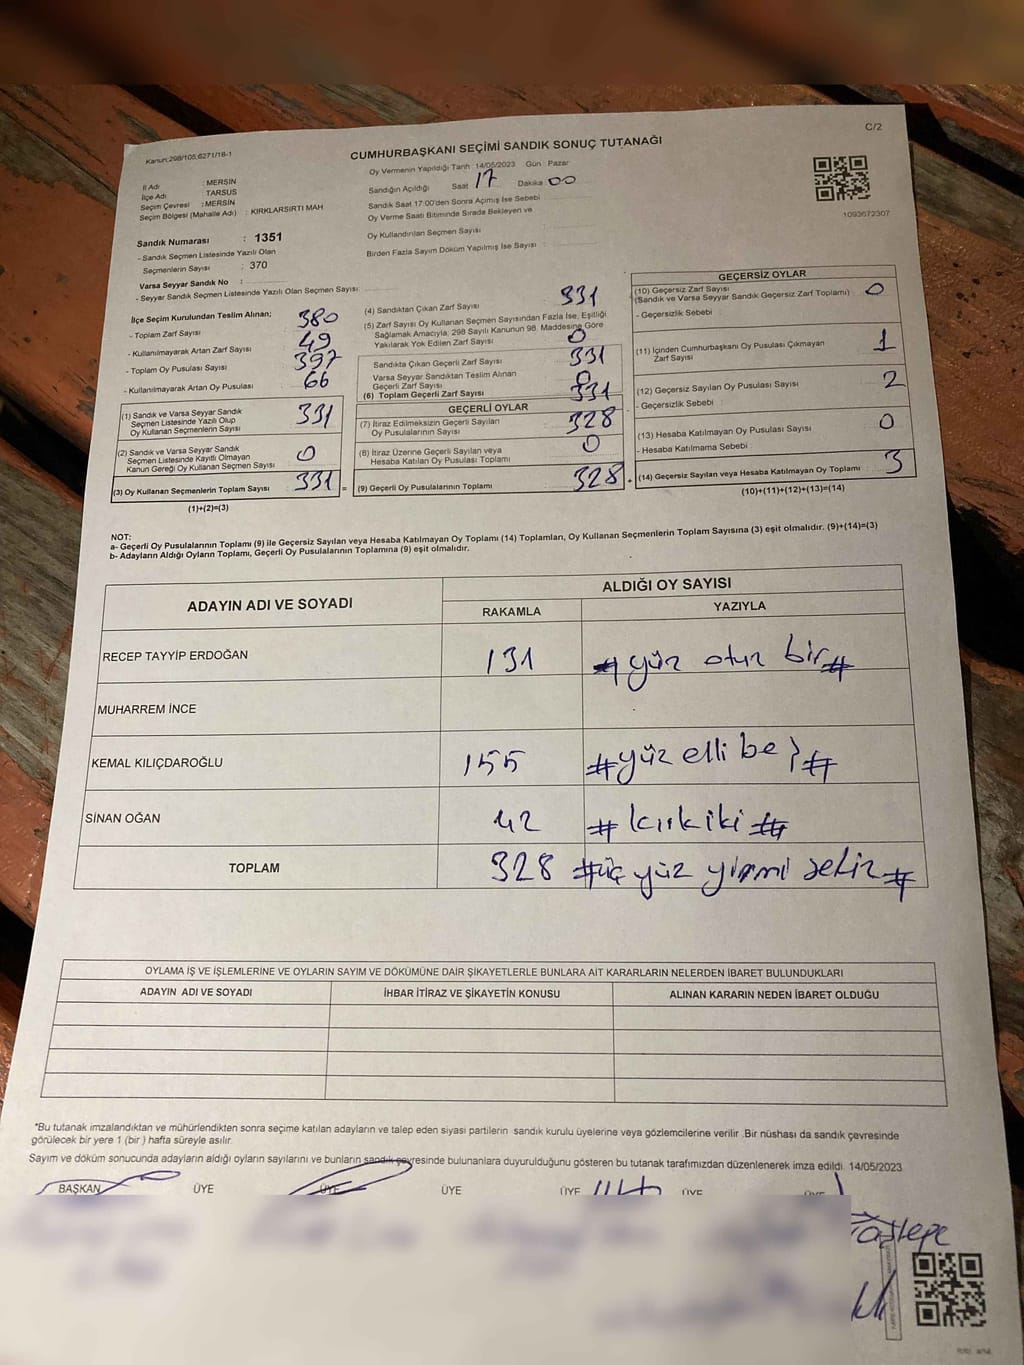 Kanun:298/105,6271/18-1
C/2
CUMHURBAŞKANI SEÇİMİ SANDIK SONUÇ TUTANAĞI
İl Adı : MERSİN
İlçe Adı : TARSUS
Seçim Çevresi : MERSİN
Seçim Bölgesi (Mahalle Adı) : KIRKLARSIRTI MAH
Sandık Numarası : 1351
- Sandık Seçmen Listesinde Yazılı Olan
Seçmenlerin Sayısı : 370
Varsa Seyyar Sandık No :
- Seyyar Sandık Seçmen Listesinde Yazılı Olan Seçmen Sayısı:
Oy Vermenin Yapıldığı Tarih : 14/05/2023 Gün : Pazar
Sandığın Açıldığı Saat 17 Dakika 00
Sandık Saat 17:00'den Sonra Açımış İse Sebebi
Oy Verme Saati Bitiminde Sırada Bekleyen ve
Oy Kullandırılan Seçmen Sayısı
Birden Fazla Sayım Döküm Yapılmış İse Sayısı :
1093672307
İlçe Seçim Kurulundan Teslim Alınan;
- Toplam Zarf Sayısı 380
- Kullanılmayarak Artan Zarf Sayısı 49
- Toplam Oy Pusulası Sayısı 397
- Kullanılmayarak Artan Oy Pusulası 66
(1) Sandık ve Varsa Seyyar Sandık
Seçmen Listesinde Yazılı Olup
Oy Kullanan Seçmenlerin Sayısı 331
(2) Sandık ve Varsa Seyyar Sandık
Seçmen Listesinde Kayıtlı Olmayan
Kanun Gereği Oy Kullanan Seçmen Sayısı 0
(3) Oy Kullanan Seçmenlerin Toplam Sayısı 331 =
(1)+(2)=(3)
(4) Sandıktan Çıkan Zarf Sayısı 331
(5) Zarf Sayısı Oy Kullanan Seçmen Sayısından Fazla İse, Eşitliği
Sağlamak Amacıyla, 298 Sayılı Kanunun 98. Maddesine Göre
Yakılarak Yok Edilen Zarf Sayısı 0
Sandıkta Çıkan Geçerli Zarf Sayısı 331
Varsa Seyyar Sandıktan Teslim Alınan
Geçerli Zarf Sayısı 0
(6) Toplam Geçerli Zarf Sayısı 331
GEÇERLİ OYLAR
(7) İtiraz Edilmeksizin Geçerli Sayılan
Oy Pusulalarının Sayısı 328
(8) İtiraz Üzerine Geçerli Sayılan veya
Hesaba Katılan Oy Pusulası Toplamı 0
(9) Geçerli Oy Pusulalarının Toplamı 328 +
GEÇERSİZ OYLAR
(10) Geçersiz Zarf Sayısı
(Sandık ve Varsa Seyyar Sandık Geçersiz Zarf Toplamı) 0
- Geçersizlik Sebebi :
(11) İçinden Cumhurbaşkanı Oy Pusulası Çıkmayan
Zarf Sayısı 1
(12) Geçersiz Sayılan Oy Pusulası Sayısı 2
- Geçersizlik Sebebi :
(13) Hesaba Katılmayan Oy Pusulası Sayısı 0
- Hesaba Katılmama Sebebi :
(14) Geçersiz Sayılan veya Hesaba Katılmayan Oy Toplamı 3
(10)+(11)+(12)+(13)=(14)
NOT:
a- Geçerli Oy Pusulalarının Toplamı (9) ile Geçersiz Sayılan veya Hesaba Katılmayan Oy Toplamı (14) Toplamları, Oy Kullanan Seçmenlerin Toplam Sayısına (3) eşit olmalıdır. (9)+(14)=(3)
b- Adayların Aldığı Oyların Toplamı, Geçerli Oy Pusulalarının Toplamına (9) eşit olmalıdır.
ADAYIN ADI VE SOYADI ALDIĞI OY SAYISI
RAKAMLA YAZIYLA
RECEP TAYYİP ERDOĞAN 131 # yüz otuz bir #
MUHARREM İNCE
KEMAL KILIÇDAROĞLU 155 # yüz elli beş #
SİNAN OĞAN 42 # kırk iki #
TOPLAM 328 # üç yüz yirmi sekiz #
OYLAMA İŞ VE İŞLEMLERİNE VE OYLARIN SAYIM VE DÖKÜMÜNE DAİR ŞİKAYETLERLE BUNLARA AİT KARARLARIN NELERDEN İBARET BULUNDUKLARI
ADAYIN ADI VE SOYADI İHBAR İTİRAZ VE ŞİKAYETİN KONUSU ALINAN KARARIN NEDEN İBARET OLDUĞU
"Bu tutanak imzalandıktan ve mühürlendikten sonra seçime katılan adayların ve talep eden siyasi partilerin sandık kurulu üyelerine veya gözlemcilerine verilir .Bir nüshası da sandık çevresinde
görülecek bir yere 1 (bir ) hafta süreyle asılır.
Sayım ve döküm sonucunda adayların aldığı oyların sayılarını ve bunların sandık çevresinde bulunanlara duyurulduğunu gösteren bu tutanak tarafımızdan düzenlenerek imza edildi. 14/05/2023
BAŞKAN ÜYE ÜYE ÜYE ÜYE ÜYE ÜYE